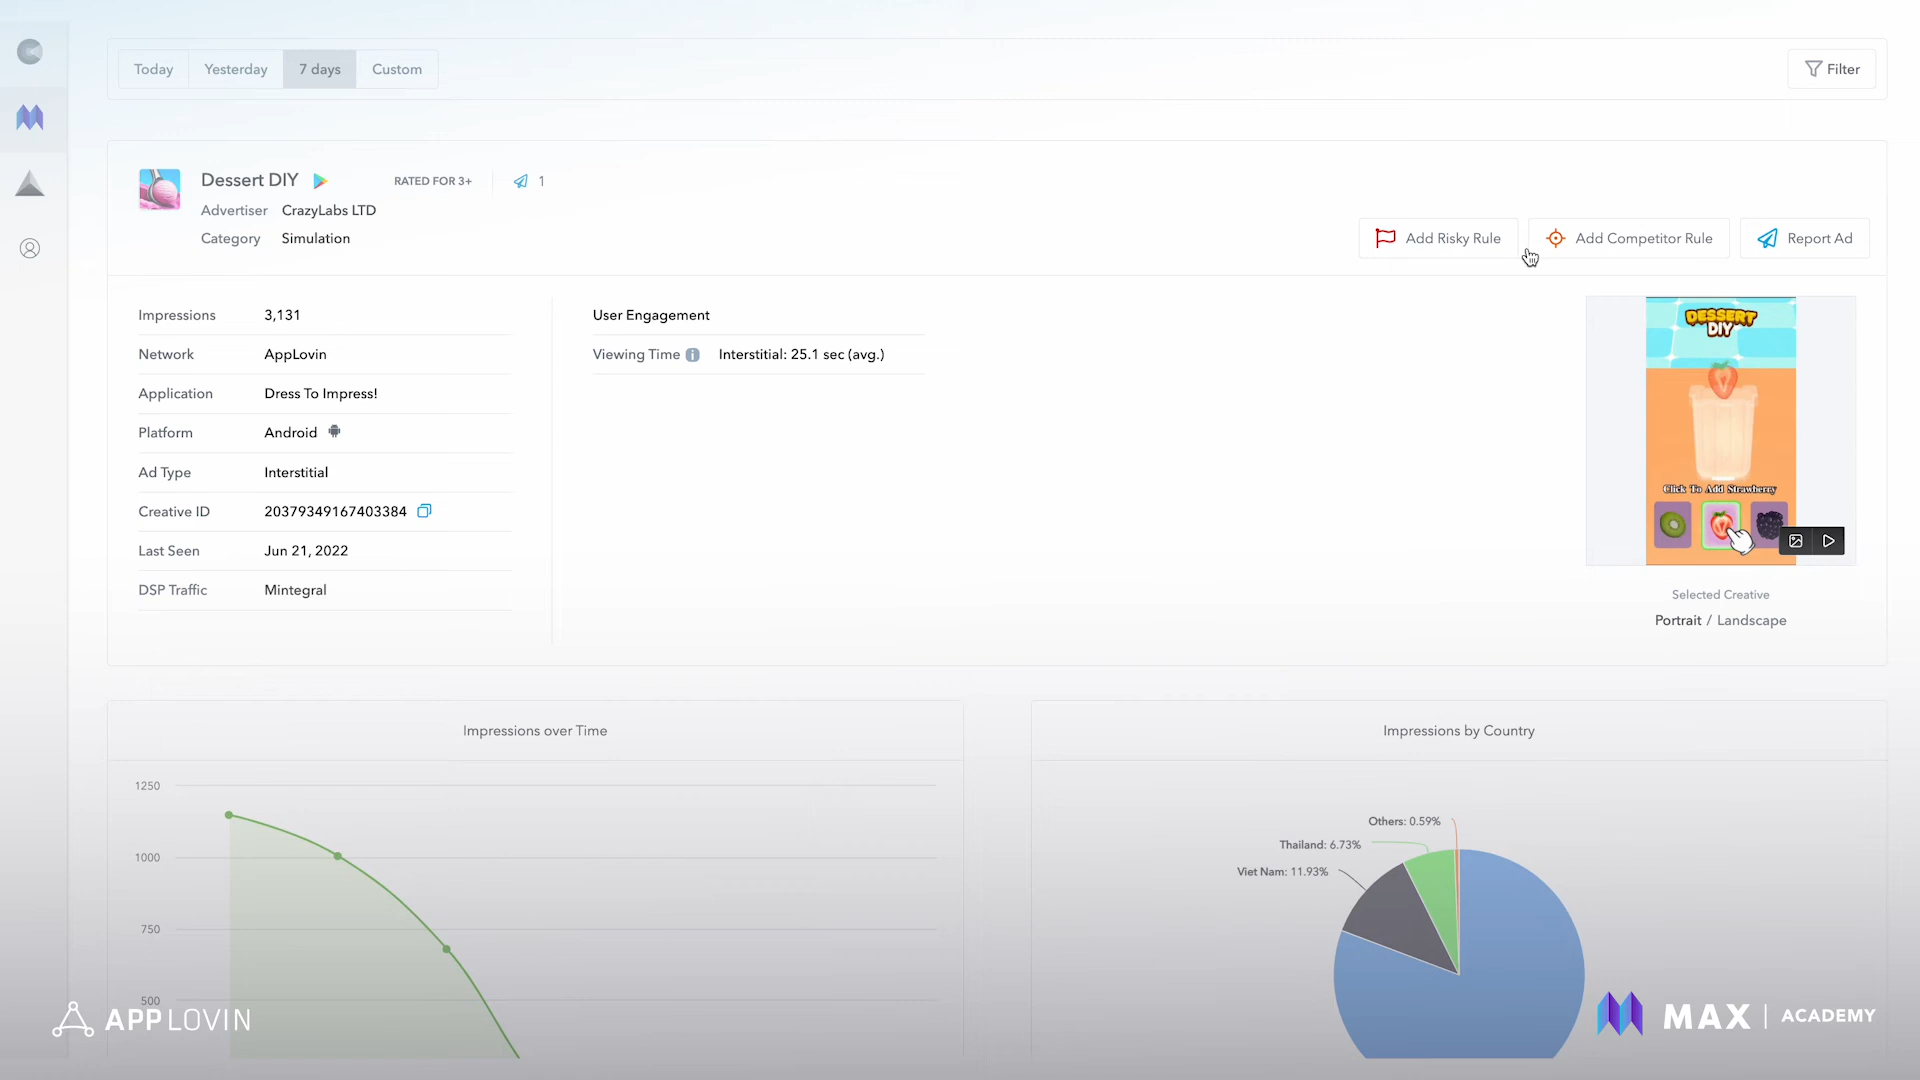 Today Yesterday 7 days Custom Filter
Dessert DIY RATED FOR 3+ 1
Advertiser CrazyLabs LTD
Category Simulation
Add Risky Rule Add Competitor Rule Report Ad
Impressions 3,131
Network AppLovin
Application Dress To Impress!
Platform Android
Ad Type Interstitial
Creative ID 20379349167403384
Last Seen Jun 21, 2022
DSP Traffic Mintegral
User Engagement
Viewing Time Interstitial: 25.1 sec (avg.)
DESSERT
DIY
Click To Add Strawberry
Selected Creative
Portrait / Landscape
Impressions over Time
1250
1000
750
500
Impressions by Country
Others: 0.59%
Thailand: 6.73%
Viet Nam: 11.93%
APPLOVIN
MAX | ACADEMY